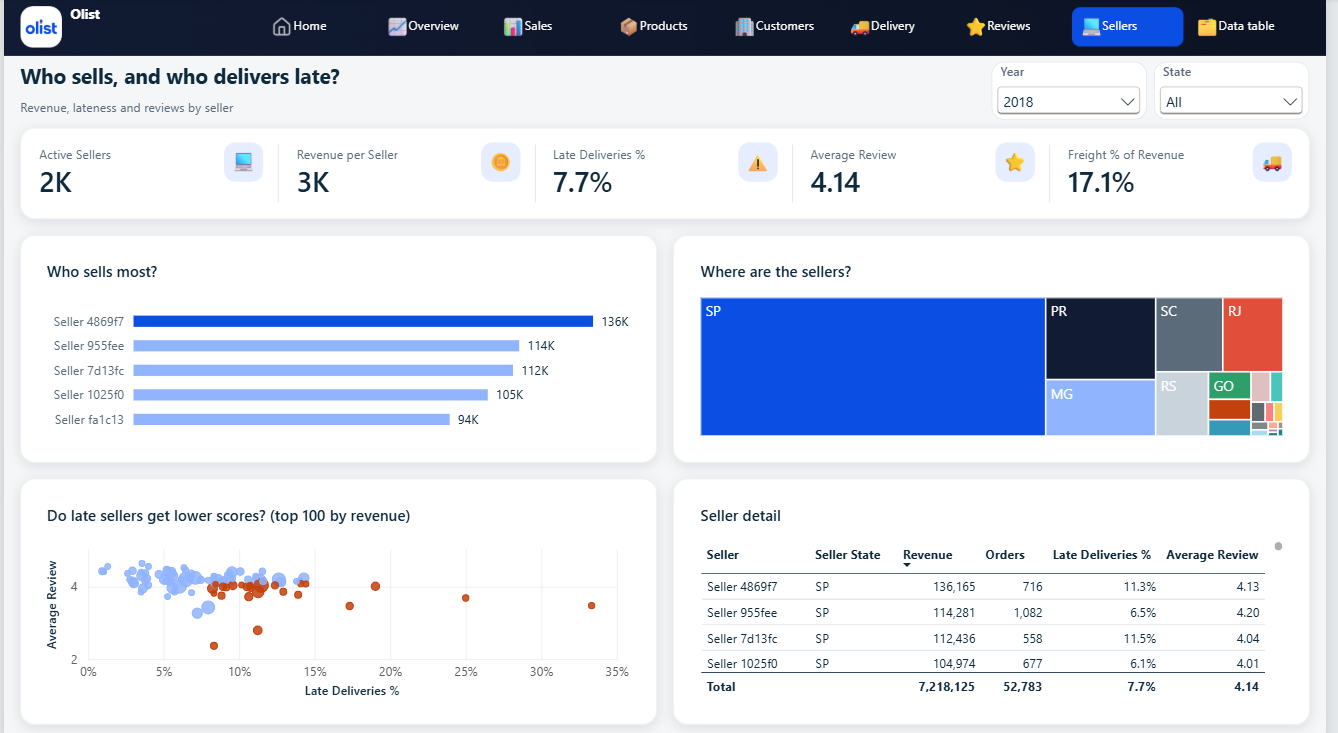 olist
Olist
Home
Overview
Sales
Products
Customers
Delivery
Reviews
Sellers
Data table
Who sells, and who delivers late?
Revenue, lateness and reviews by seller
Year
2018
State
All
Active Sellers
2K
Revenue per Seller
3K
Late Deliveries %
7.7%
Average Review
4.14
Freight % of Revenue
17.1%
Who sells most?
Seller 4869f7 136K
Seller 955fee 114K
Seller 7d13fc 112K
Seller 1025f0 105K
Seller fa1c13 94K
Where are the sellers?
SP
PR
SC
RJ
MG
RS
GO
Do late sellers get lower scores? (top 100 by revenue)
Average Review
4
2
0% 5% 10% 15% 20% 25% 30% 35%
Late Deliveries %
Seller detail
Seller Seller State Revenue Orders Late Deliveries % Average Review
Seller 4869f7 SP 136,165 716 11.3% 4.13
Seller 955fee SP 114,281 1,082 6.5% 4.20
Seller 7d13fc SP 112,436 558 11.5% 4.04
Seller 1025f0 SP 104,974 677 6.1% 4.01
Total 7,218,125 52,783 7.7% 4.14